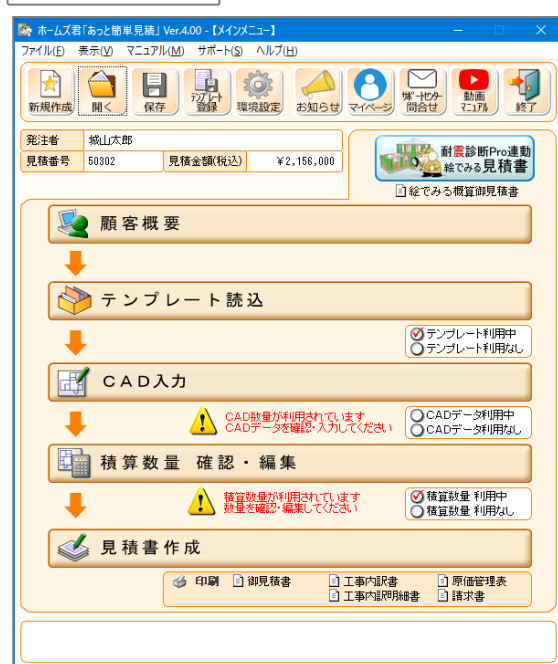 ホームズ君「あっと簡単見積」 Ver.4.00 - 【メインメニュー】
ファイル(F) 表示(V) マニュアル(M) サポート(S) ヘルプ(H)
新規作成 開く 保存 テンプレート登録 環境設定 お知らせ マイページ サポートセンター問合せ 動画マニュアル 終了
発注者 城山太郎
見積番号 50302 見積金額(税込) ¥2,156,000
耐震診断Pro連動
絵でみる見積書
絵でみる概算御見積書
顧客概要
テンプレート読込
テンプレート利用中
テンプレート利用なし
CAD入力
CAD数量が利用されています
CADデータを確認・入力してください
CADデータ利用中
CADデータ利用なし
積算数量 確認・編集
積算数量が利用されています
数量を確認・編集してください
積算数量 利用中
積算数量 利用なし
見積書作成
印刷 御見積書 工事内訳書 原価管理表
工事内訳明細書 請求書